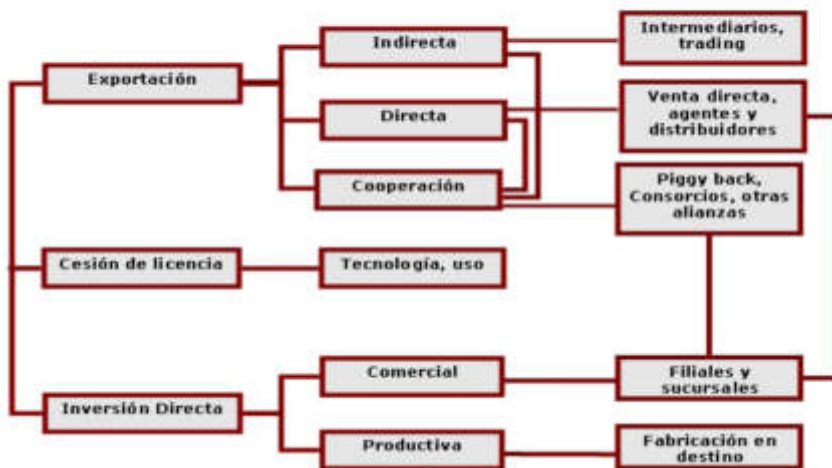 Exportación
Indirecta
Intermediarios,
trading
Directa
Venta directa,
agentes y
distribuidores
Cooperación
Piggy back,
Consorcios, otras
alianzas
Cesión de licencia
Tecnología, uso
Inversión Directa
Comercial
Filiales y
sucursales
Productiva
Fabricación en
destino